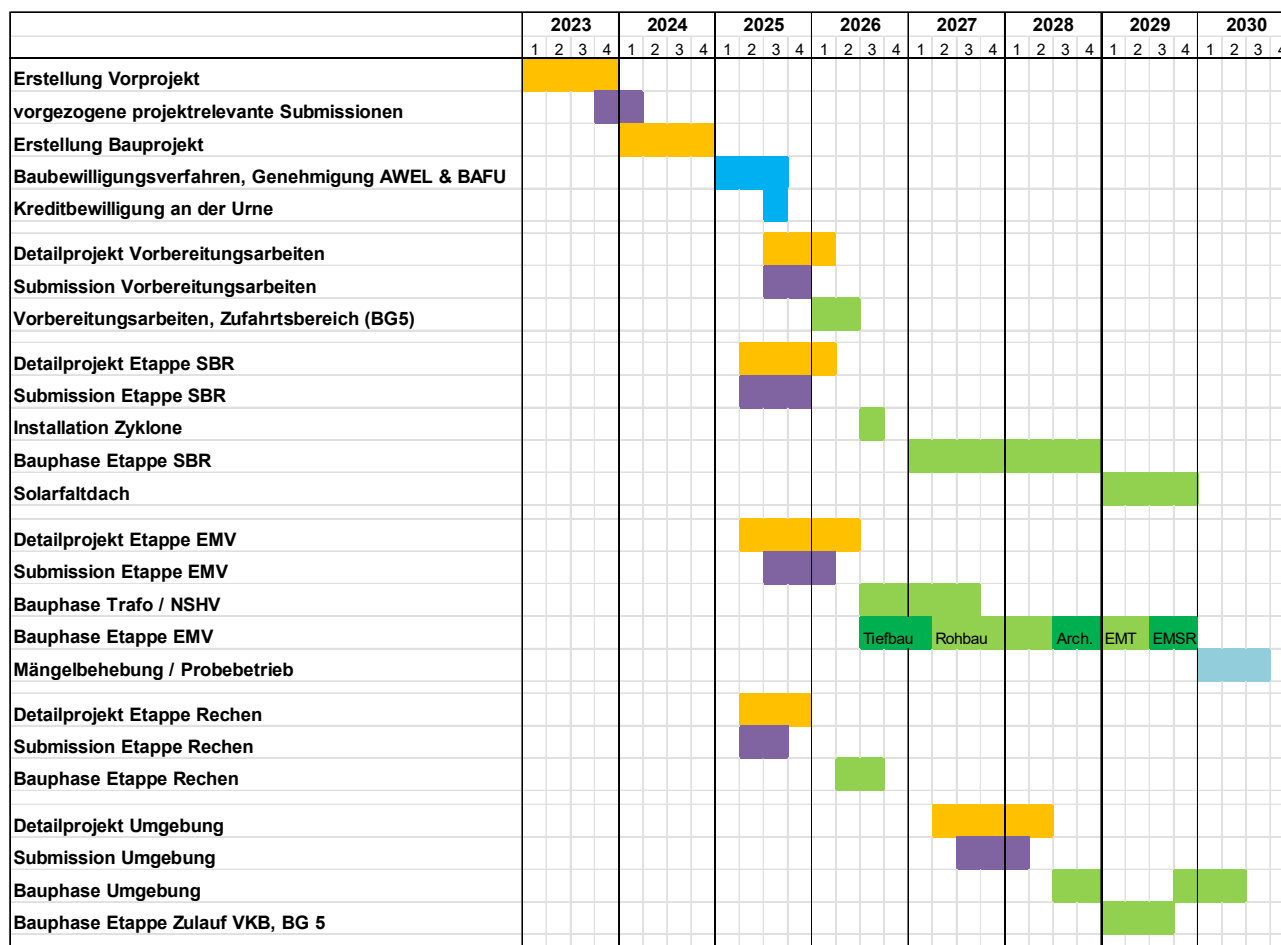 2023 2024 2025 2026 2027 2028 2029 2030
1 2 3 4 1 2 3 4 1 2 3 4 1 2 3 4 1 2 3 4 1 2 3 4 1 2 3 4 1 2 3 4
Erstellung Vorprojekt
vorgezogene projektrelevante Submissionen
Erstellung Bauprojekt
Baubewilligungsverfahren, Genehmigung AWEL & BAFU
Kreditbewilligung an der Urne
Detailprojekt Vorbereitungsarbeiten
Submission Vorbereitungsarbeiten
Vorbereitungsarbeiten, Zufahrtsbereich (BG5)
Detailprojekt Etappe SBR
Submission Etappe SBR
Installation Zyklone
Bauphase Etappe SBR
Solarfaltdach
Detailprojekt Etappe EMV
Submission Etappe EMV
Bauphase Trafo / NSHV
Bauphase Etappe EMV Tiefbau Rohbau Arch. EMT EMSR
Mängelbehebung / Probebetrieb
Detailprojekt Etappe Rechen
Submission Etappe Rechen
Bauphase Etappe Rechen
Detailprojekt Umgebung
Submission Umgebung
Bauphase Umgebung
Bauphase Etappe Zulauf VKB, BG 5